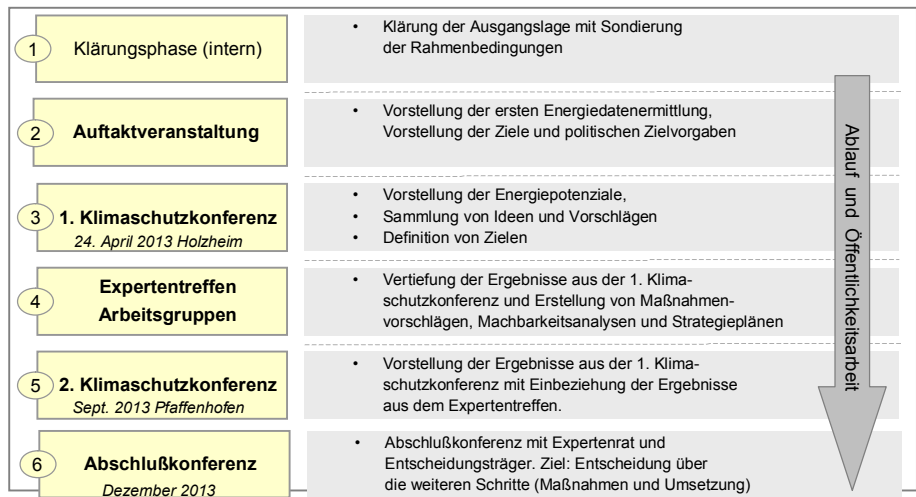 1
Klärungsphase (intern)
• Klärung der Ausgangslage mit Sondierung
der Rahmenbedingungen
2
Auftaktveranstaltung
• Vorstellung der ersten Energiedatenermittlung,
Vorstellung der Ziele und politischen Zielvorgaben
3
1. Klimaschutzkonferenz
24. April 2013 Holzheim
• Vorstellung der Energiepotenziale,
• Sammlung von Ideen und Vorschlägen
• Definition von Zielen
4
Expertentreffen
Arbeitsgruppen
• Vertiefung der Ergebnisse aus der 1. Klima-
schutzkonferenz und Erstellung von Maßnahmen-
vorschlägen, Machbarkeitsanalysen und Strategieplänen
5
2. Klimaschutzkonferenz
Sept. 2013 Pfaffenhofen
• Vorstellung der Ergebnisse aus der 1. Klima-
schutzkonferenz mit Einbeziehung der Ergebnisse
aus dem Expertentreffen.
6
Abschlußkonferenz
Dezember 2013
• Abschlußkonferenz mit Expertenrat und
Entscheidungsträger. Ziel: Entscheidung über
die weiteren Schritte (Maßnahmen und Umsetzung)
Ablauf und Öffentlichkeitsarbeit